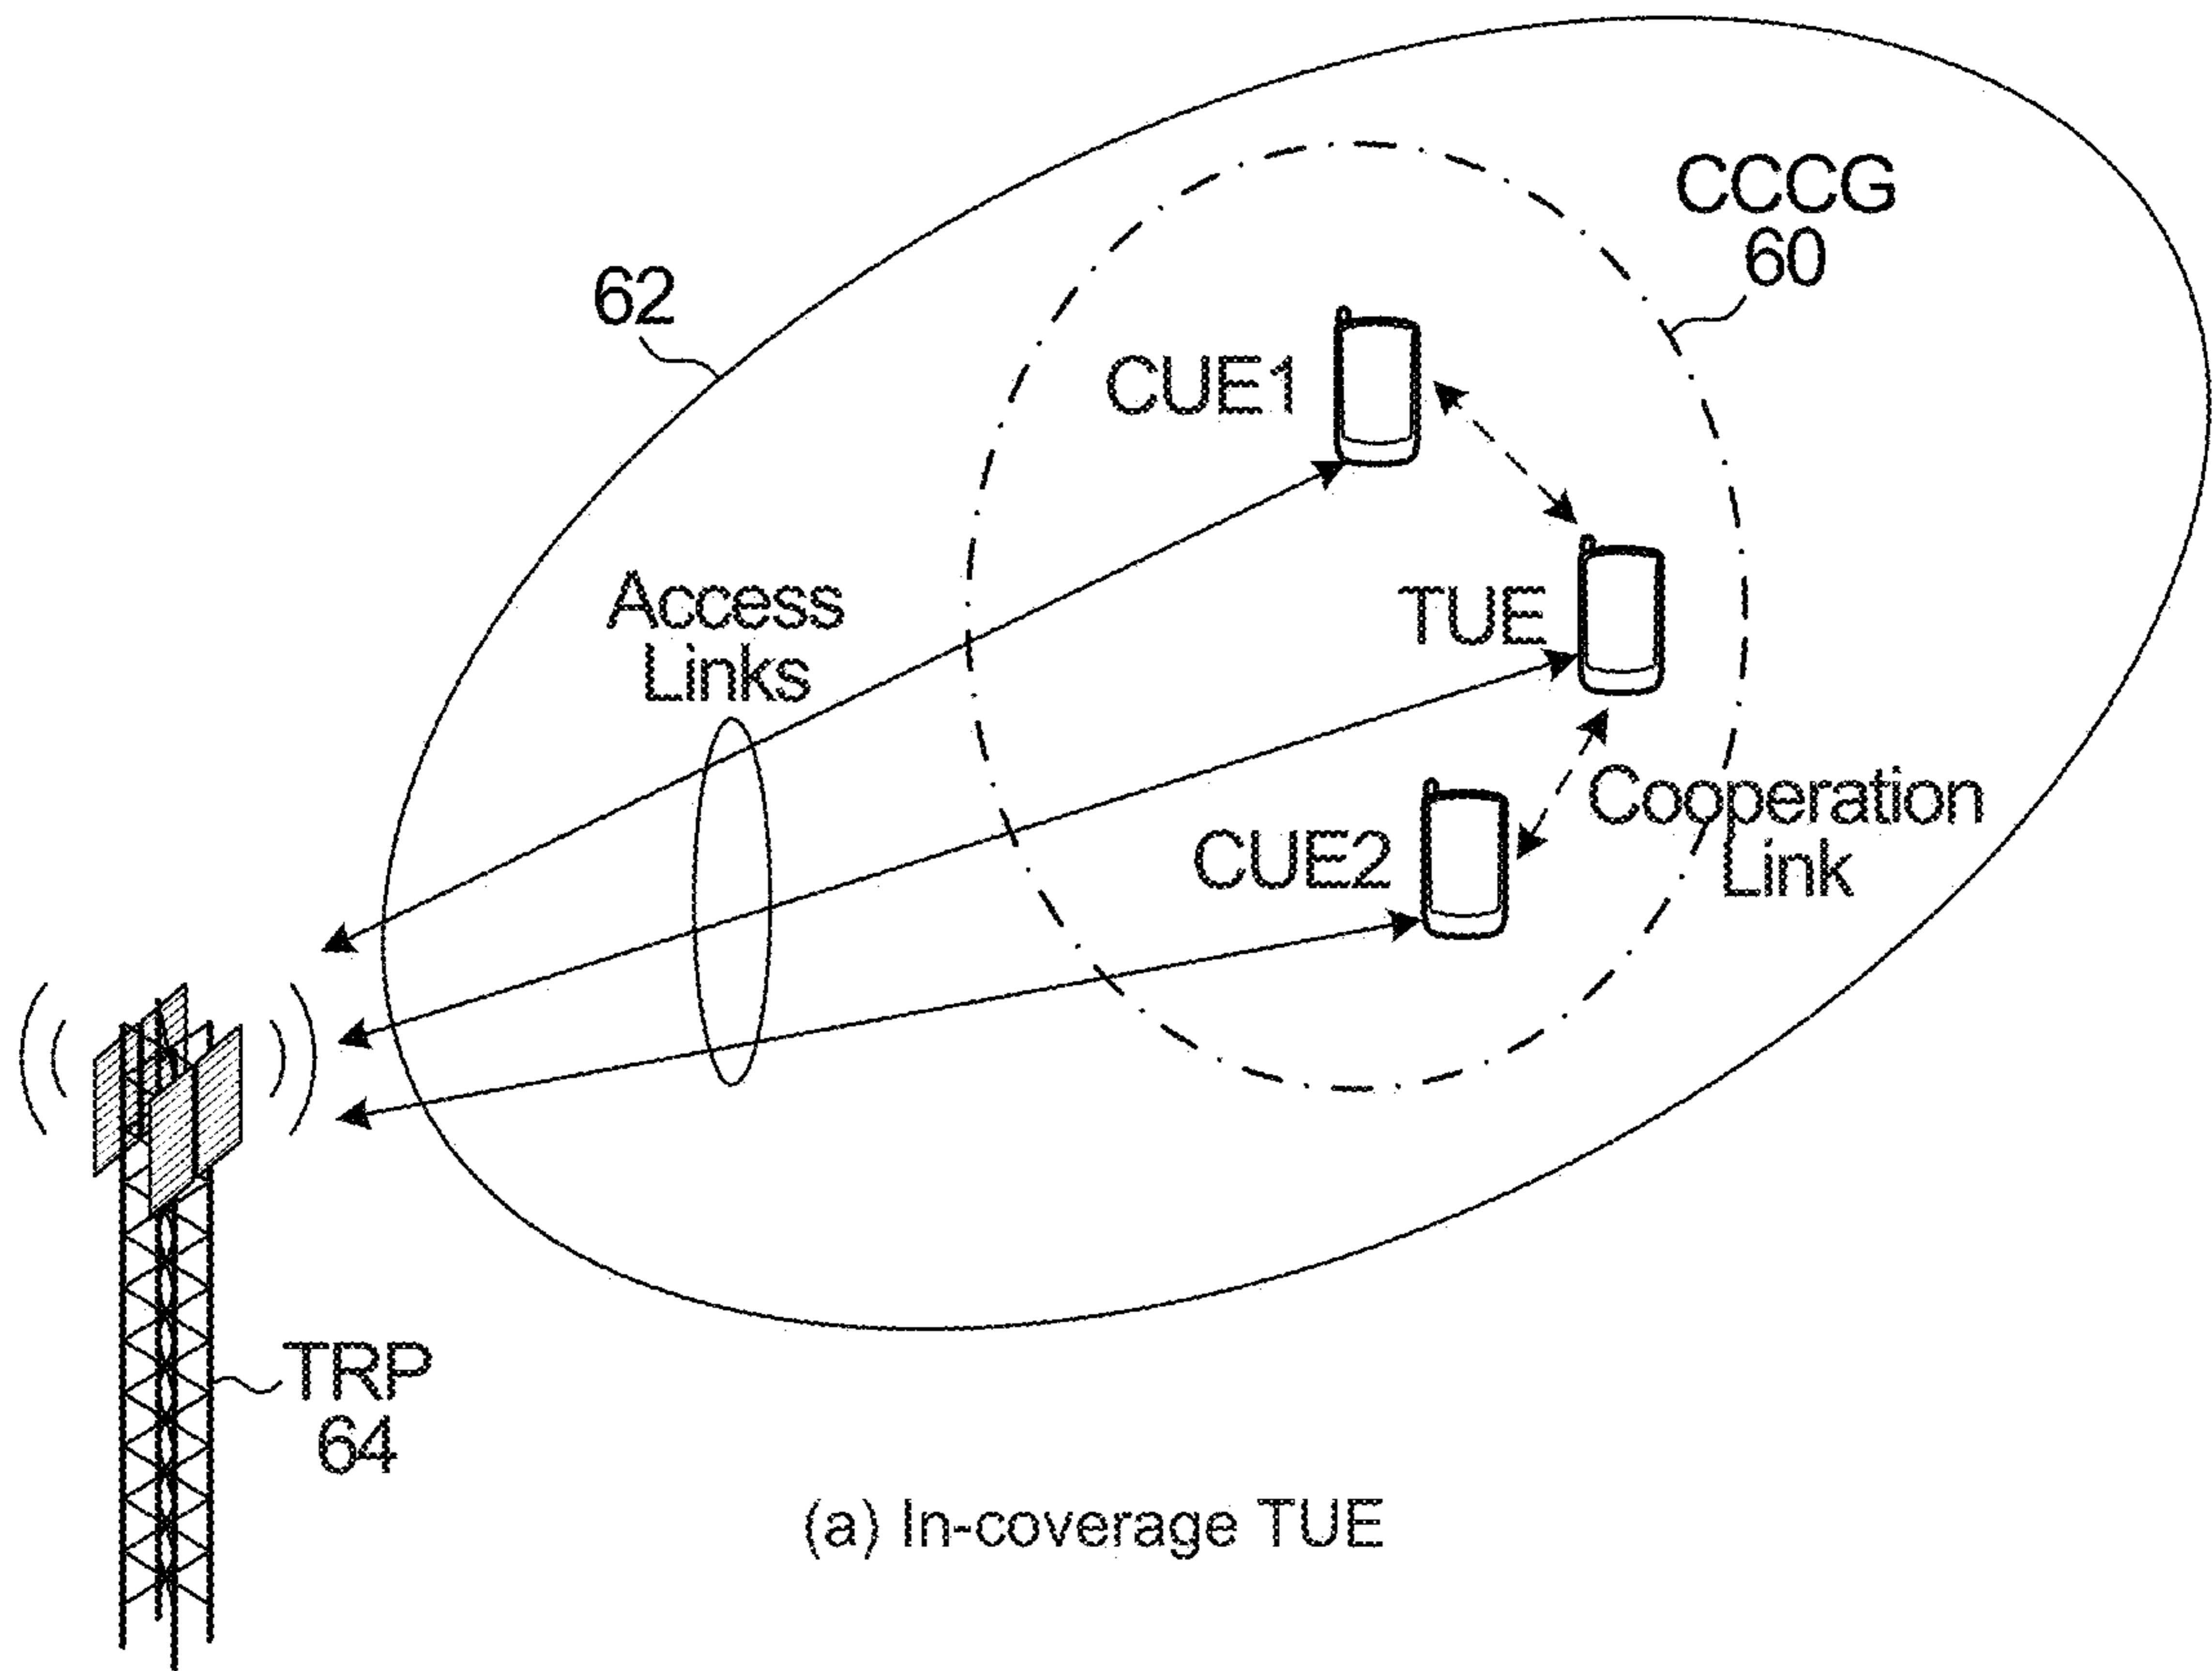 CCCG
60
62
CUE1
Access
Links
TUE
Cooperation
Link
CUE2
TRP
64
(a) In-coverage TUE